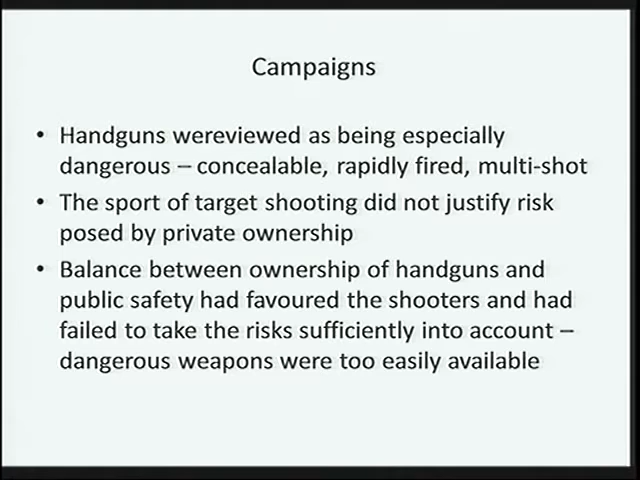 Campaigns
• Handguns wereviewed as being especially
dangerous – concealable, rapidly fired, multi-shot
• The sport of target shooting did not justify risk
posed by private ownership
• Balance between ownership of handguns and
public safety had favoured the shooters and had
failed to take the risks sufficiently into account –
dangerous weapons were too easily available